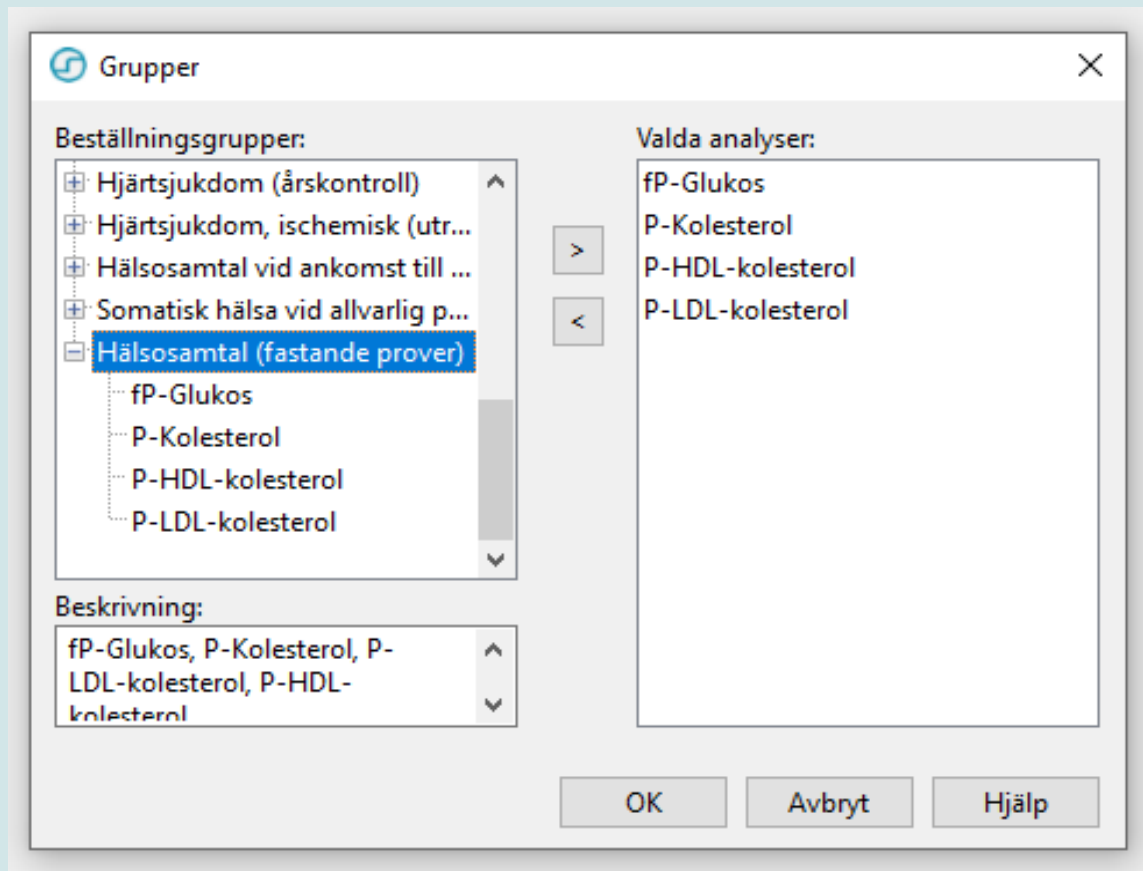 Grupper
Beställningsgrupper:
Hjärtsjukdom (årskontroll)
Hjärtsjukdom, ischemisk (utr...
Hälsosamtal vid ankomst till ...
Somatisk hälsa vid allvarlig p...
Hälsosamtal (fastande prover)
fP-Glukos
P-Kolesterol
P-HDL-kolesterol
P-LDL-kolesterol
Beskrivning:
fP-Glukos, P-Kolesterol, P-
LDL-kolesterol, P-HDL-
kolesterol
>
<
Valda analyser:
fP-Glukos
P-Kolesterol
P-HDL-kolesterol
P-LDL-kolesterol
OK
Avbryt
Hjälp